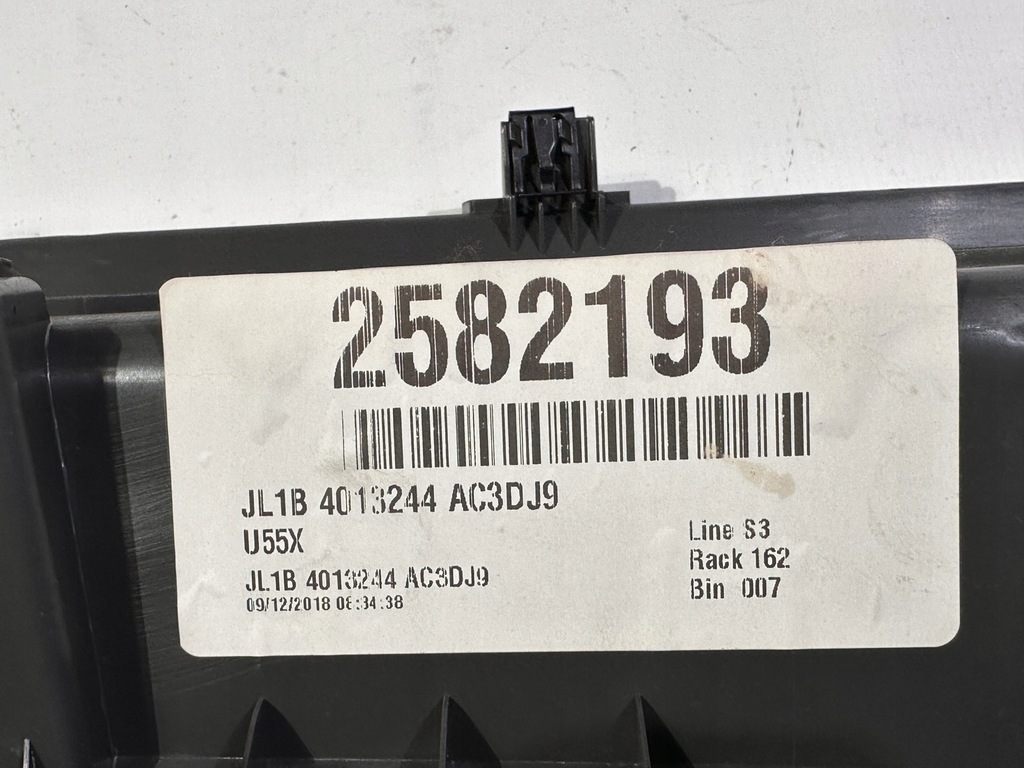 2582193
JL1B 4013244 AC3DJ9
U55X
JL1B 4013244 AC3DJ9
09/12/2018 08:34:38
Line S3
Rack 162
Bin 007